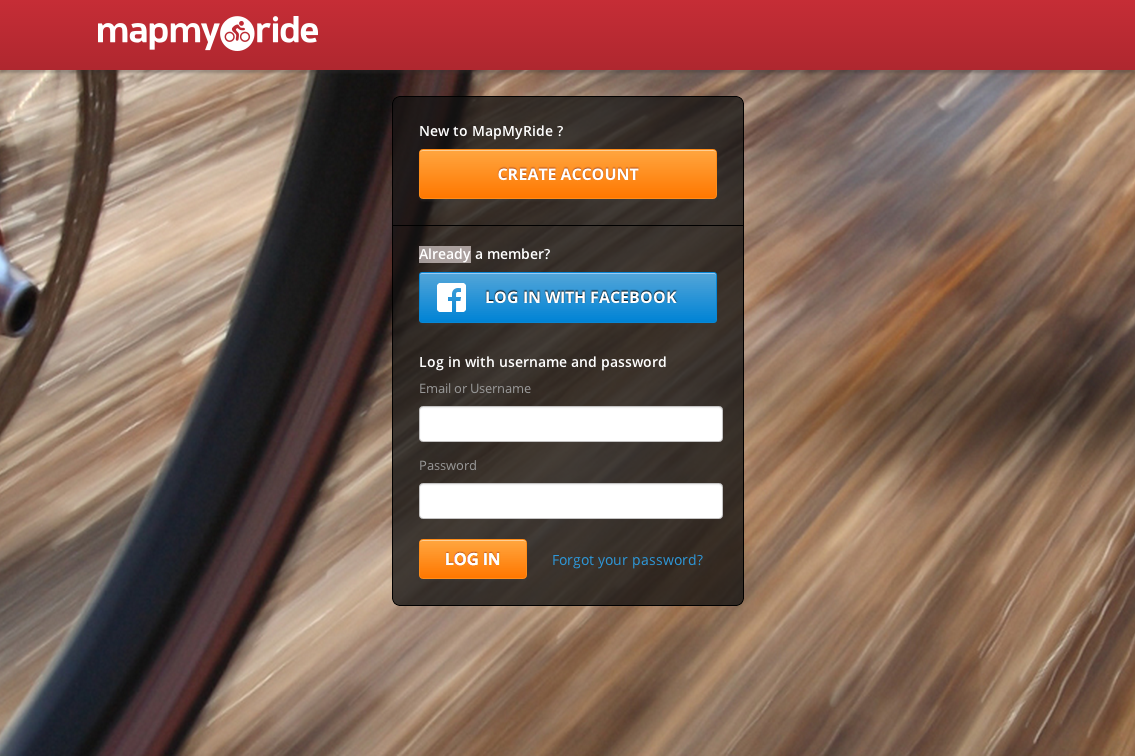 mapmyride
New to MapMyRide ?
CREATE ACCOUNT
Already a member?
LOG IN WITH FACEBOOK
Log in with username and password
Email or Username
Password
LOG IN
Forgot your password?